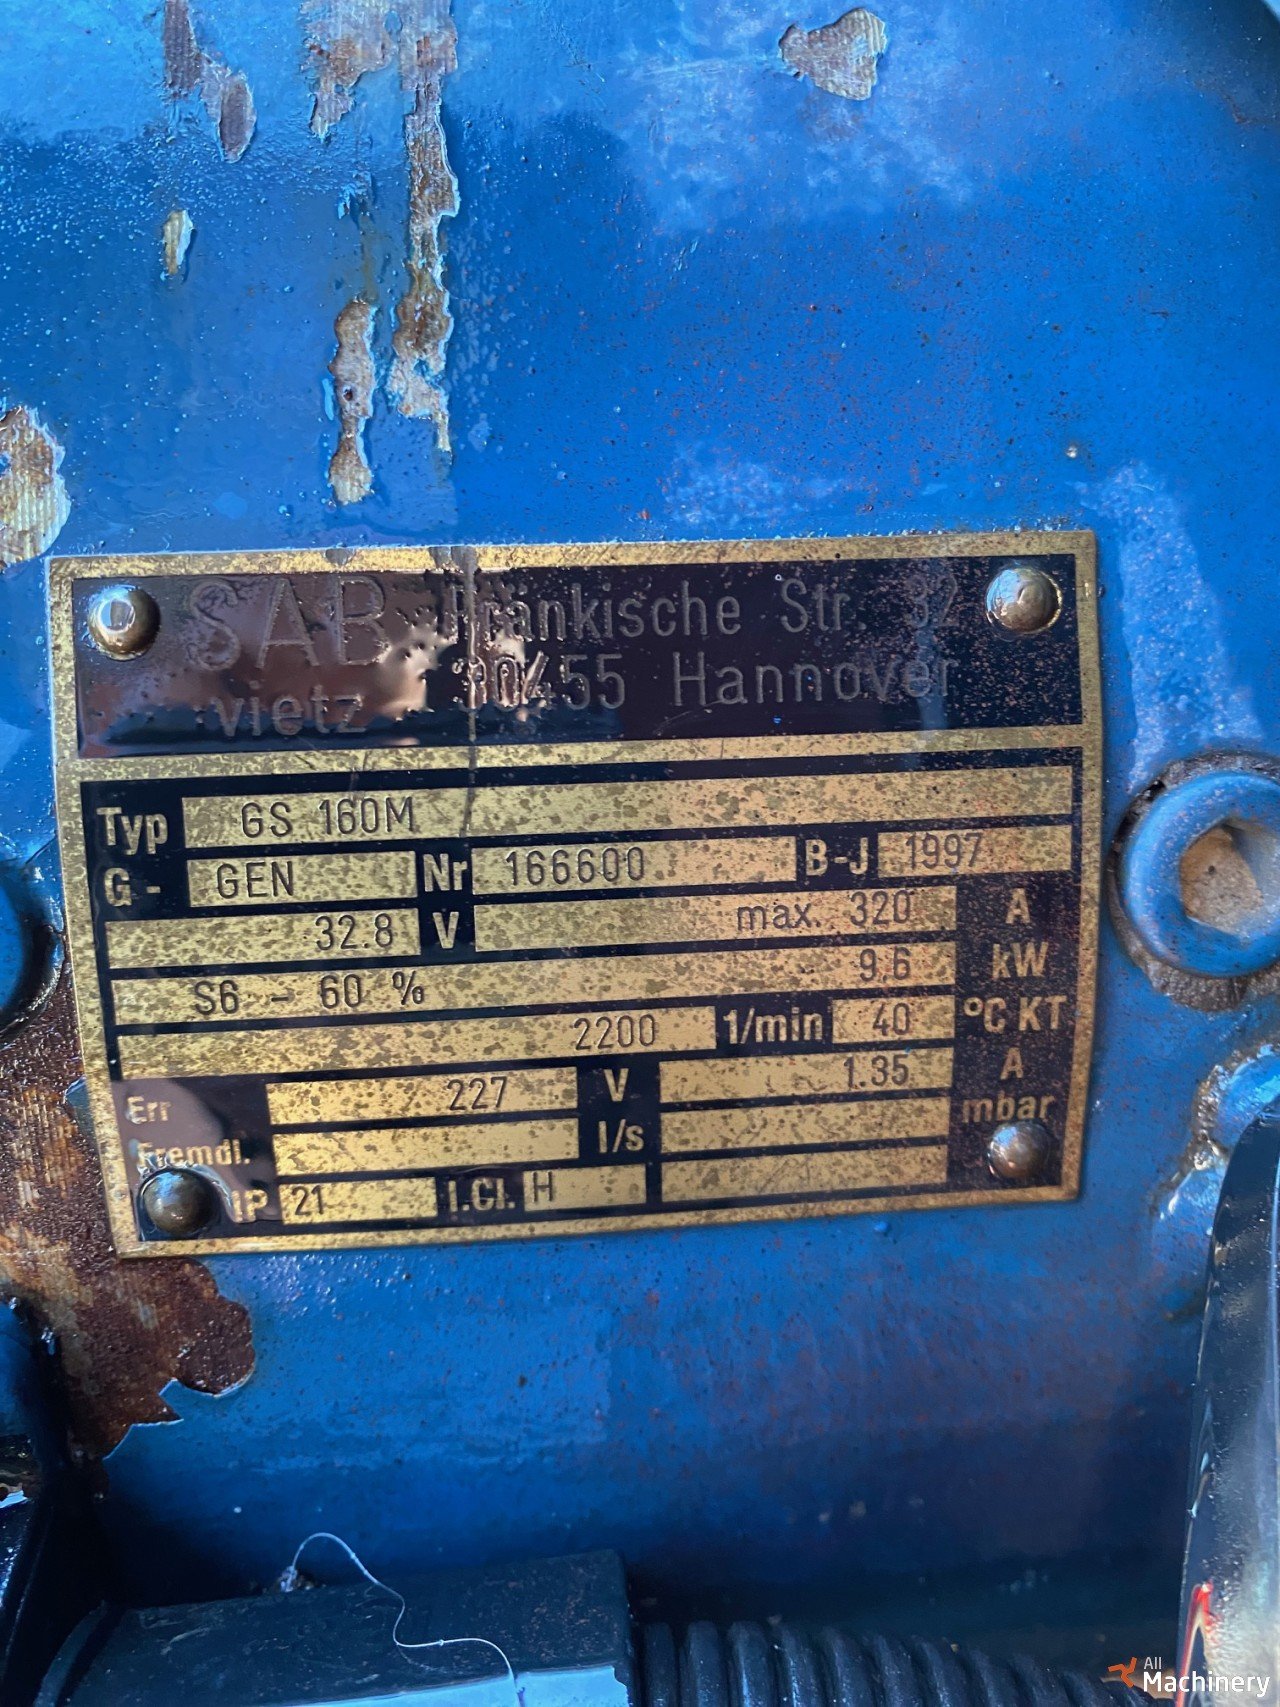 SAB Fränkische Str. 32
vietz 30455 Hannover
Typ GS 160M
G- GEN Nr 166600 B-J 1997
32.8 V max. 320 A
S6 - 60 % 9,6 kW
2200 1/min 40 °C KT
Err 227 V 1.35 A
Fremdl. l/s mbar
IP 21 I.Cl. H
All
Machinery